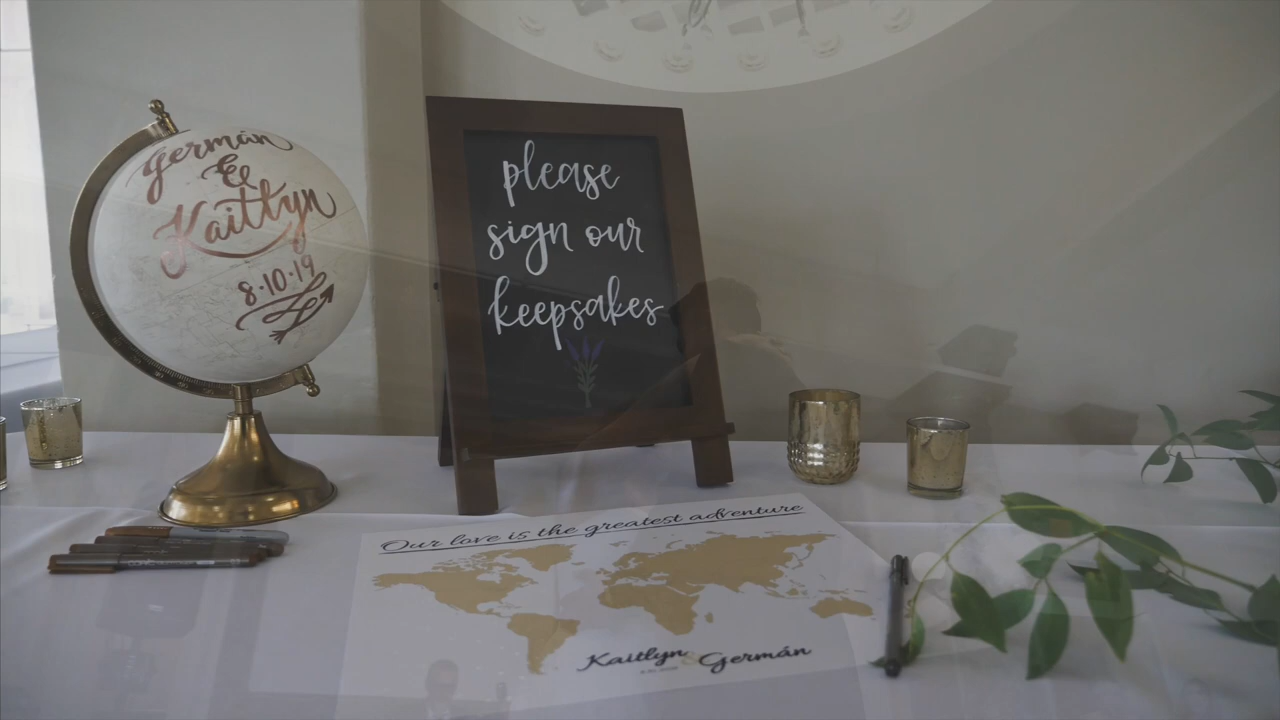 Germán
&
Kaitlyn
8·10·19
please
sign our
keepsakes
Our love is the greatest adventure
Kaitlyn & Germán